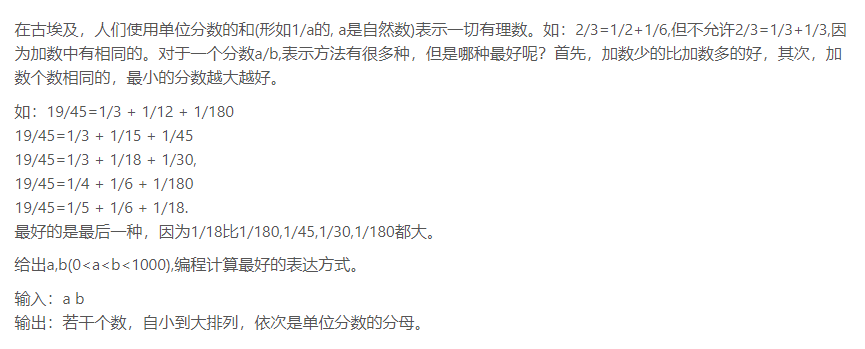 在古埃及，人们使用单位分数的和(形如1/a的, a是自然数)表示一切有理数。如：2/3=1/2+1/6,但不允许2/3=1/3+1/3,因
为加数中有相同的。对于一个分数a/b,表示方法有很多种，但是哪种最好呢？首先，加数少的比加数多的好，其次，加
数个数相同的，最小的分数越大越好。
如：19/45=1/3 + 1/12 + 1/180
19/45=1/3 + 1/15 + 1/45
19/45=1/3 + 1/18 + 1/30,
19/45=1/4 + 1/6 + 1/180
19/45=1/5 + 1/6 + 1/18.
最好的是最后一种，因为1/18比1/180,1/45,1/30,1/180都大。
给出a,b(0<a<b<1000),编程计算最好的表达方式。
输入：a b
输出：若干个数，自小到大排列，依次是单位分数的分母。